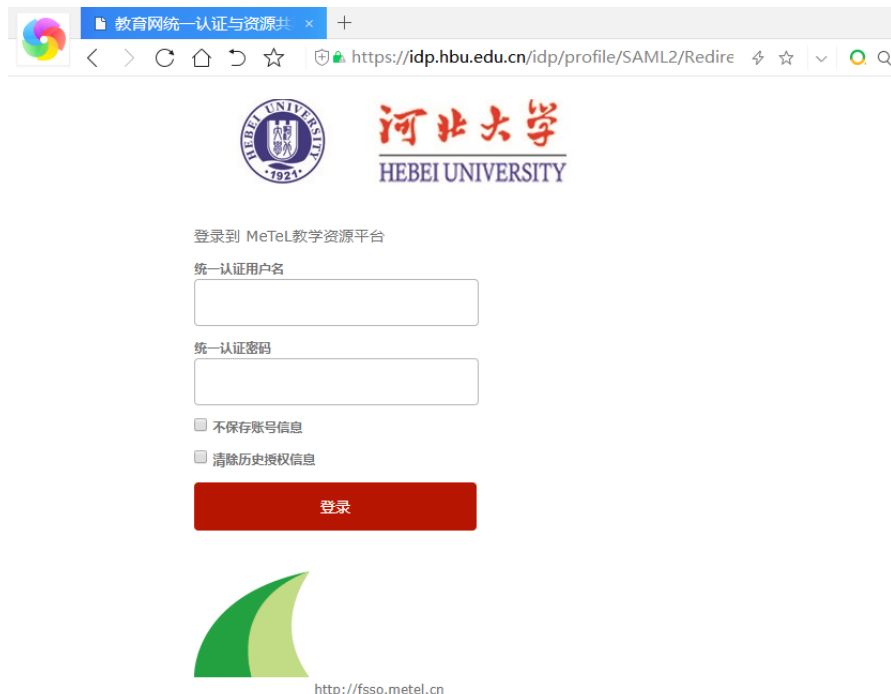 教育网统一认证与资源共
https://idp.hbu.edu.cn/idp/profile/SAML2/Redire
HEBEI UNIVERSITY
1921
河北大学
HEBEI UNIVERSITY
登录到 MeTeL教学资源平台
统一认证用户名
统一认证密码
不保存账号信息
清除历史授权信息
登录
http://fsso.metel.cn